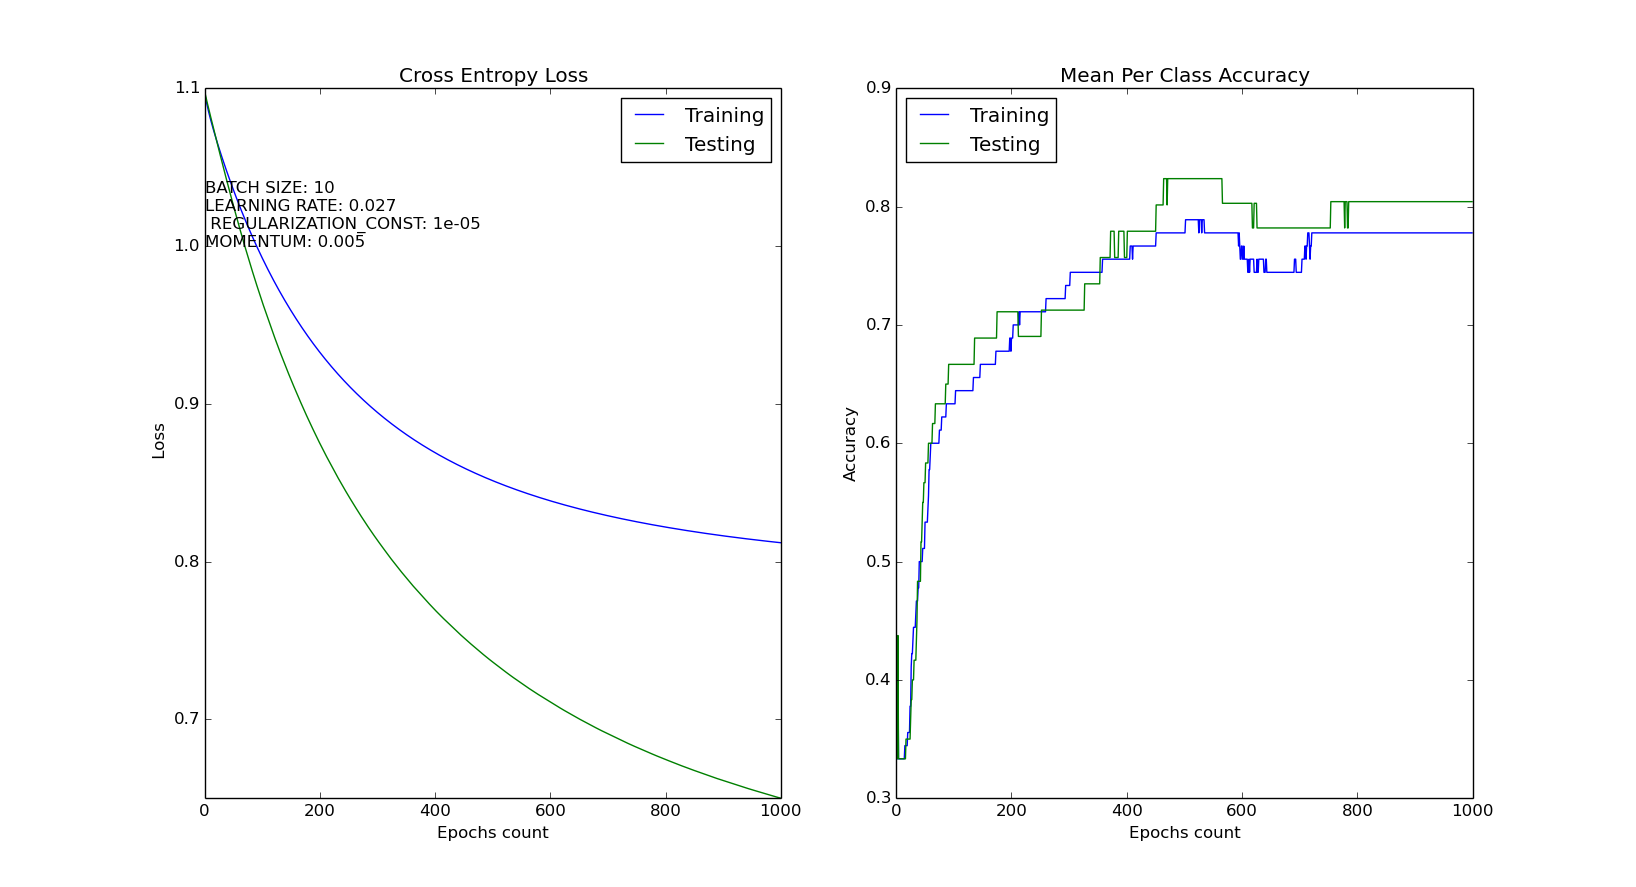 Cross Entropy Loss
1.1
1.0
0.9
0.8
0.7
Loss
Training
Testing
BATCH SIZE: 10
LEARNING RATE: 0.027
REGULARIZATION_CONST: 1e-05
MOMENTUM: 0.005
0 200 400 600 800 1000
Epochs count
Mean Per Class Accuracy
0.9
0.8
0.7
0.6
0.5
0.4
0.3
Accuracy
Training
Testing
0 200 400 600 800 1000
Epochs count